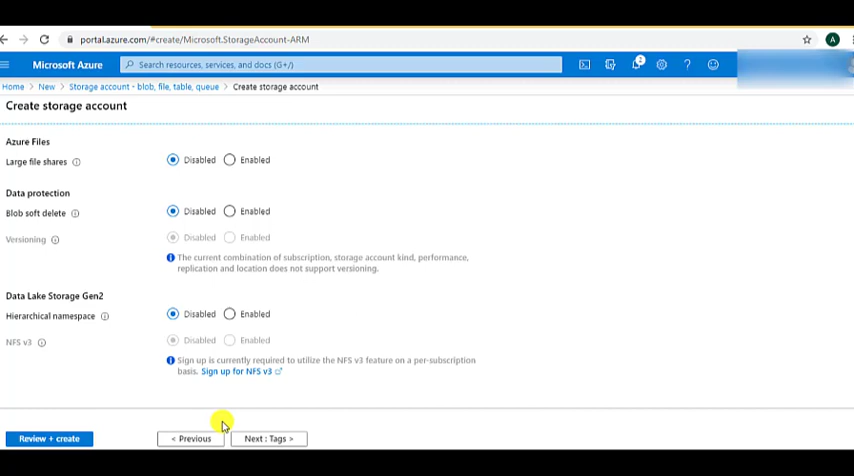 portal.azure.com/#create/Microsoft.StorageAccount-ARM
A
Microsoft Azure
Search resources, services, and docs (G+/)
Home > New > Storage account - blob, file, table, queue > Create storage account
Create storage account
Azure Files
Large file shares
Disabled
Enabled
Data protection
Blob soft delete
Disabled
Enabled
Versioning
Disabled
Enabled
The current combination of subscription, storage account kind, performance,
replication and location does not support versioning.
Data Lake Storage Gen2
Hierarchical namespace
Disabled
Enabled
NFS v3
Disabled
Enabled
Sign up is currently required to utilize the NFS v3 feature on a per-subscription
basis. Sign up for NFS v3
Review + create
< Previous
Next : Tags >